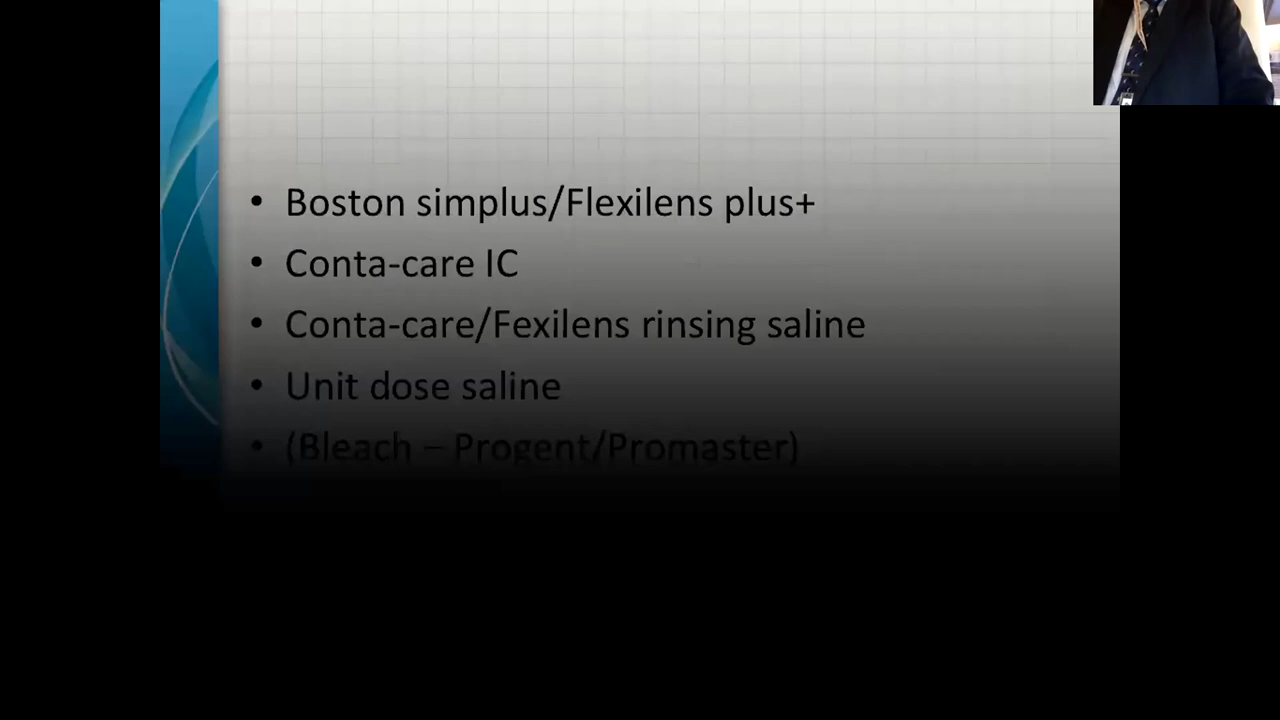 • Boston simplus/Flexilens plus+
• Conta-care IC
• Conta-care/Fexilens rinsing saline
• Unit dose saline
• (Bleach – Progent/Promaster)